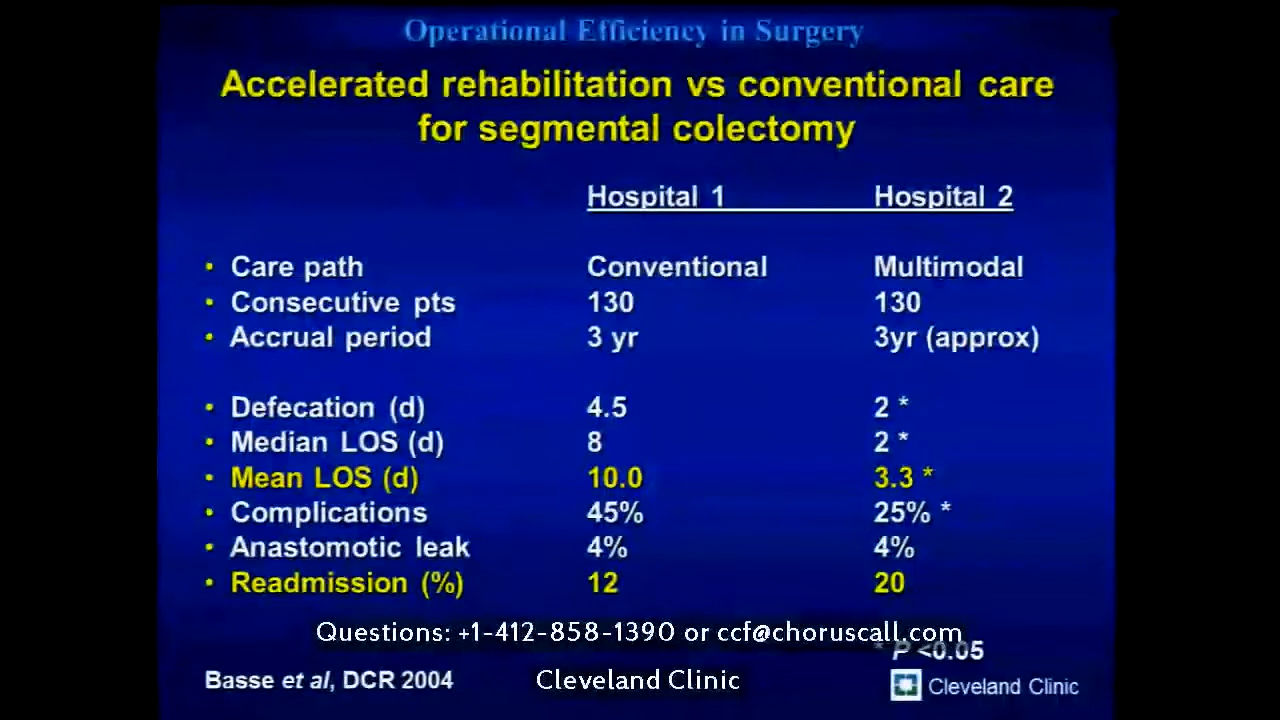 Operational Efficiency in Surgery
Accelerated rehabilitation vs conventional care
for segmental colectomy
Hospital 1 Hospital 2
• Care path Conventional Multimodal
• Consecutive pts 130 130
• Accrual period 3 yr 3yr (approx)
• Defecation (d) 4.5 2 *
• Median LOS (d) 8 2 *
• Mean LOS (d) 10.0 3.3 *
• Complications 45% 25% *
• Anastomotic leak 4% 4%
• Readmission (%) 12 20
Questions: +1-412-858-1390 or ccf@choruscall.com
* P <0.05
Basse et al, DCR 2004 Cleveland Clinic Cleveland Clinic